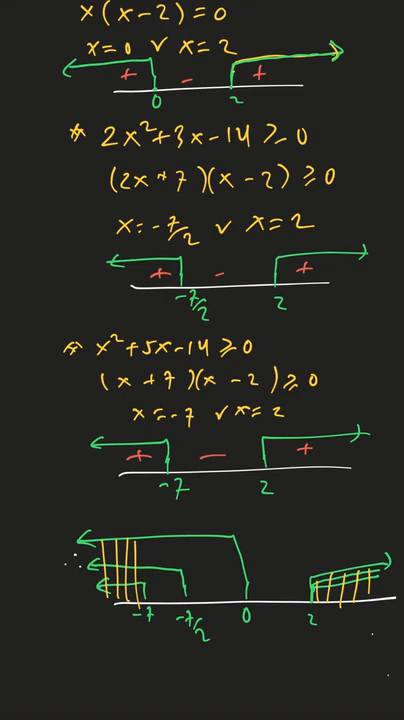 x(x-2)=0
x=0 ∨ x=2
+ - +
0 2
* 2x²+3x-14 ≥ 0
(2x+7)(x-2) ≥ 0
x=-7/2 ∨ x=2
+ - +
-7/2 2
* x²+5x-14 ≥ 0
(x+7)(x-2) ≥ 0
x=-7 ∨ x=2
+ - +
-7 2
∴
-7 -7/2 0 2